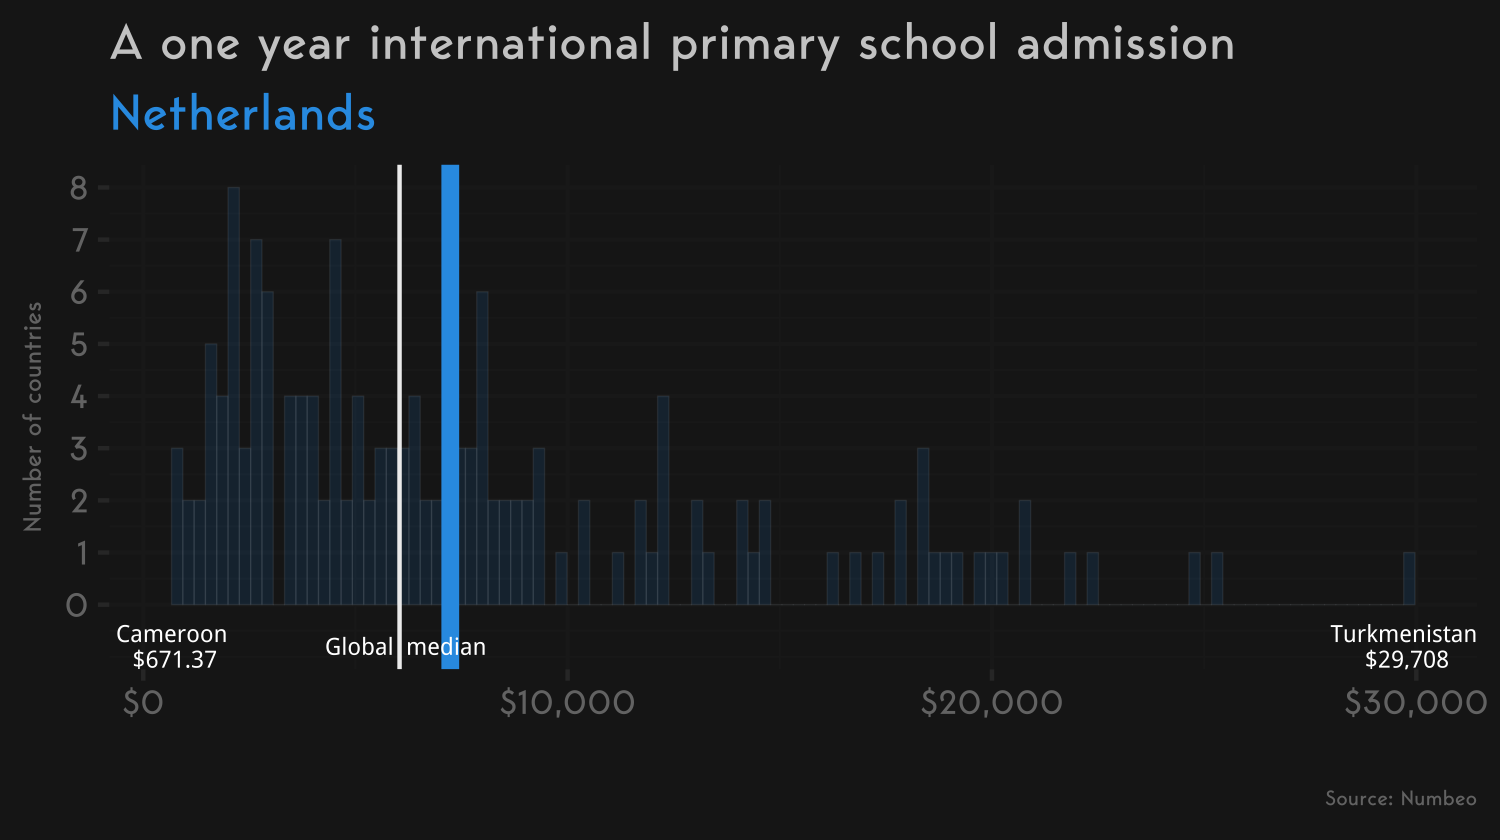 A one year international primary school admission
Netherlands
Number of countries
8
7
6
5
4
3
2
1
0
Cameroon
$671.37
Global median
Turkmenistan
$29,708
$0
$10,000
$20,000
$30,000
Source: Numbeo